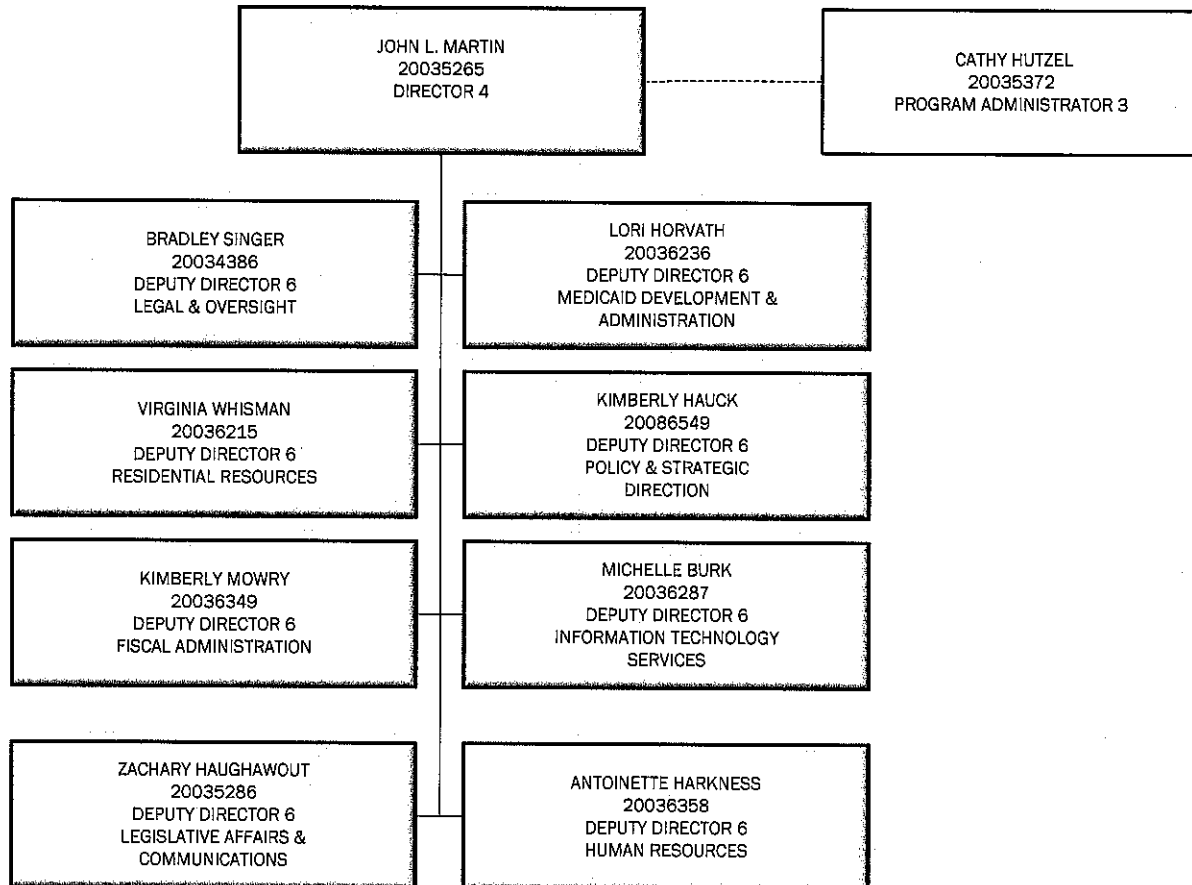 JOHN L. MARTIN
20035265
DIRECTOR 4
CATHY HUTZEL
20035372
PROGRAM ADMINISTRATOR 3
BRADLEY SINGER
20034386
DEPUTY DIRECTOR 6
LEGAL & OVERSIGHT
LORI HORVATH
20036236
DEPUTY DIRECTOR 6
MEDICAID DEVELOPMENT &
ADMINISTRATION
VIRGINIA WHISMAN
20036215
DEPUTY DIRECTOR 6
RESIDENTIAL RESOURCES
KIMBERLY HAUCK
20086549
DEPUTY DIRECTOR 6
POLICY & STRATEGIC
DIRECTION
KIMBERLY MOWRY
20036349
DEPUTY DIRECTOR 6
FISCAL ADMINISTRATION
MICHELLE BURK
20036287
DEPUTY DIRECTOR 6
INFORMATION TECHNOLOGY
SERVICES
ZACHARY HAUGHAWOUT
20035286
DEPUTY DIRECTOR 6
LEGISLATIVE AFFAIRS &
COMMUNICATIONS
ANTOINETTE HARKNESS
20036358
DEPUTY DIRECTOR 6
HUMAN RESOURCES